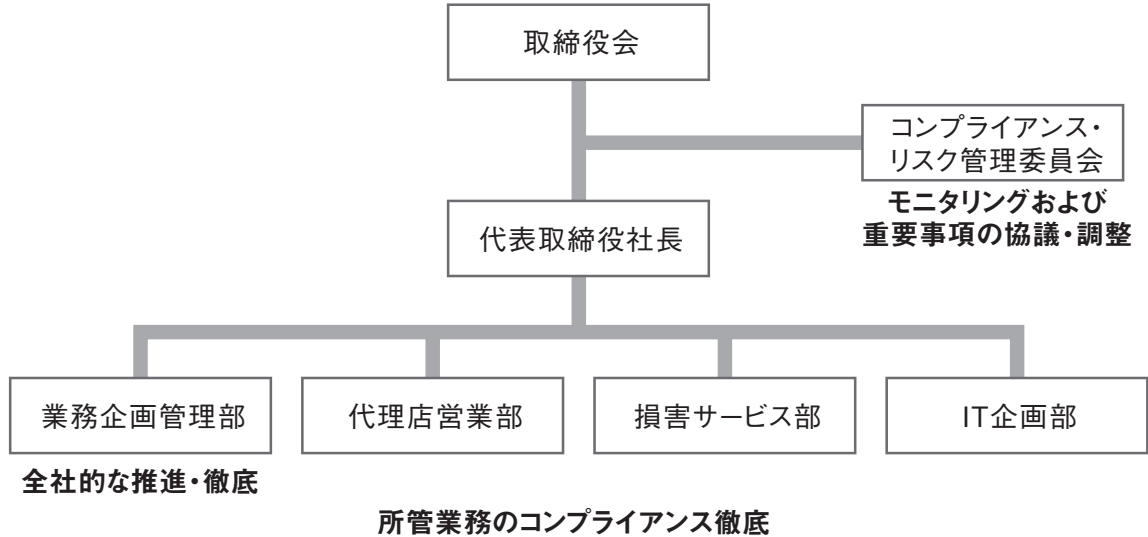 取締役会
コンプライアンス・
リスク管理委員会
モニタリングおよび
重要事項の協議・調整
代表取締役社長
業務企画管理部
代理店営業部
損害サービス部
IT企画部
全社的な推進・徹底
所管業務のコンプライアンス徹底